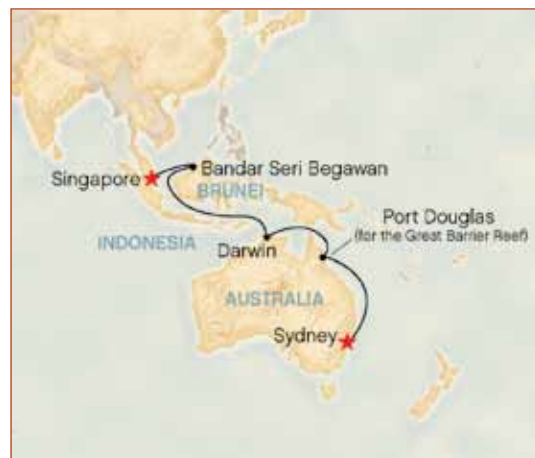 Bandar Seri Begawan
Singapore
BRUNEI
Port Douglas
(for the Great Barrier Reef)
INDONESIA
Darwin
AUSTRALIA
Sydney